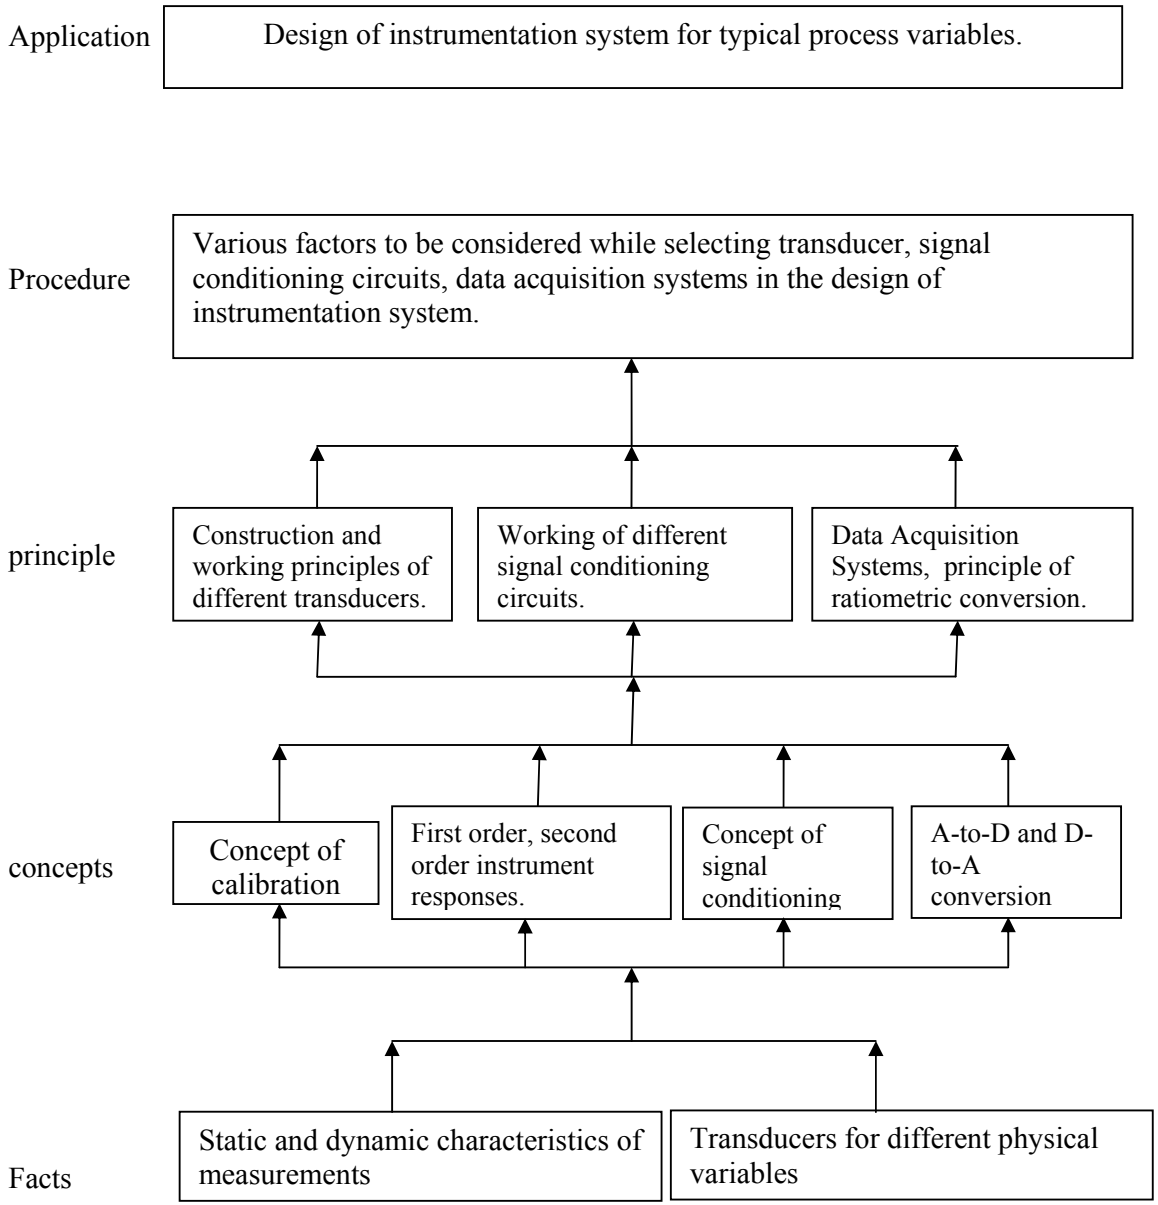 Application
Design of instrumentation system for typical process variables.
Procedure
Various factors to be considered while selecting transducer, signal
conditioning circuits, data acquisition systems in the design of
instrumentation system.
principle
Construction and
working principles of
different transducers.
Working of different
signal conditioning
circuits.
Data Acquisition
Systems, principle of
ratiometric conversion.
concepts
Concept of
calibration
First order, second
order instrument
responses.
Concept of
signal
conditioning
A-to-D and D-
to-A
conversion
Facts
Static and dynamic characteristics of
measurements
Transducers for different physical
variables